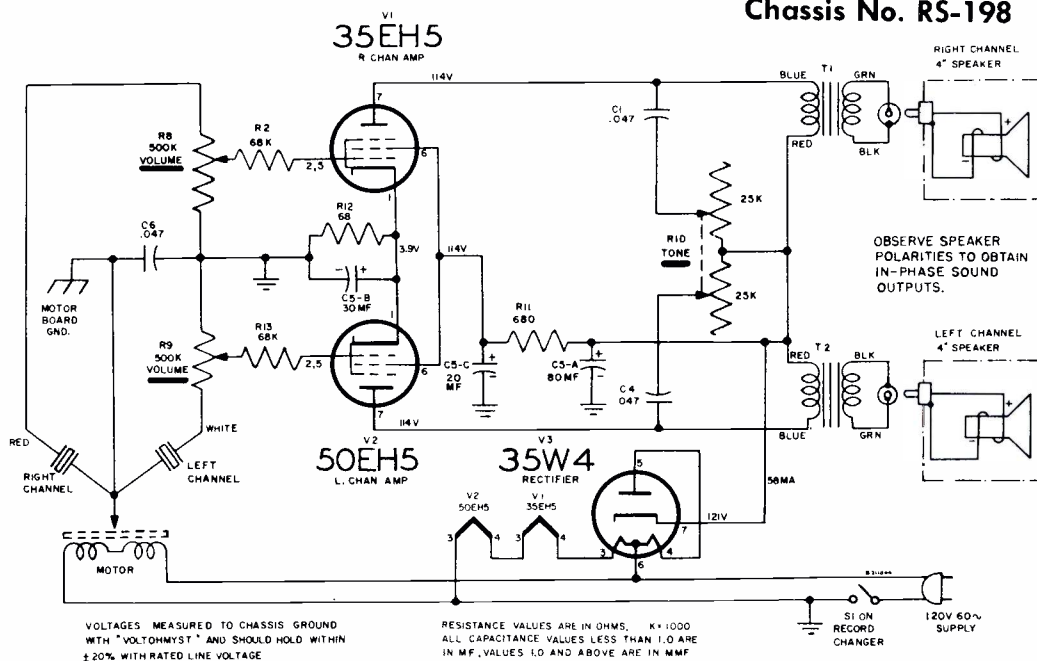 Chassis No. RS-198
V1
35EH5
R CHAN AMP
RIGHT CHANNEL
4" SPEAKER
114V
BLUE
T1
GRN
7
C1
.047
R8
500K
VOLUME
R2
68K
2,5
6
RED
BLK
1
25K
R12
68
C6
.047
3.9V
114V
R10
TONE
OBSERVE SPEAKER
POLARITIES TO OBTAIN
IN-PHASE SOUND
OUTPUTS.
- +
C5-B
30MF
25K
MOTOR
BOARD
GND.
R11
680
R9
500K
VOLUME
R13
68K
1
2,5
6
C5-C
20
MF
+
-
C5-A
80MF
+
-
C4
.047
RED
T2
BLK
LEFT CHANNEL
4" SPEAKER
7
114V
BLUE
GRN
RED
WHITE
RIGHT
CHANNEL
LEFT
CHANNEL
V2
50EH5
L. CHAN AMP
V3
35W4
RECTIFIER
5
58MA
V2
50EH5
V1
35EH5
121V
7
3
4
3
4
3
4
6
MOTOR
S1 ON
RECORD
CHANGER
120V 60~
SUPPLY
VOLTAGES MEASURED TO CHASSIS GROUND
WITH "VOLTOHMYST" AND SHOULD HOLD WITHIN
±20% WITH RATED LINE VOLTAGE
RESISTANCE VALUES ARE IN OHMS, K=1000
ALL CAPACITANCE VALUES LESS THAN 1.0 ARE
IN MF, VALUES 1.0 AND ABOVE ARE IN MMF